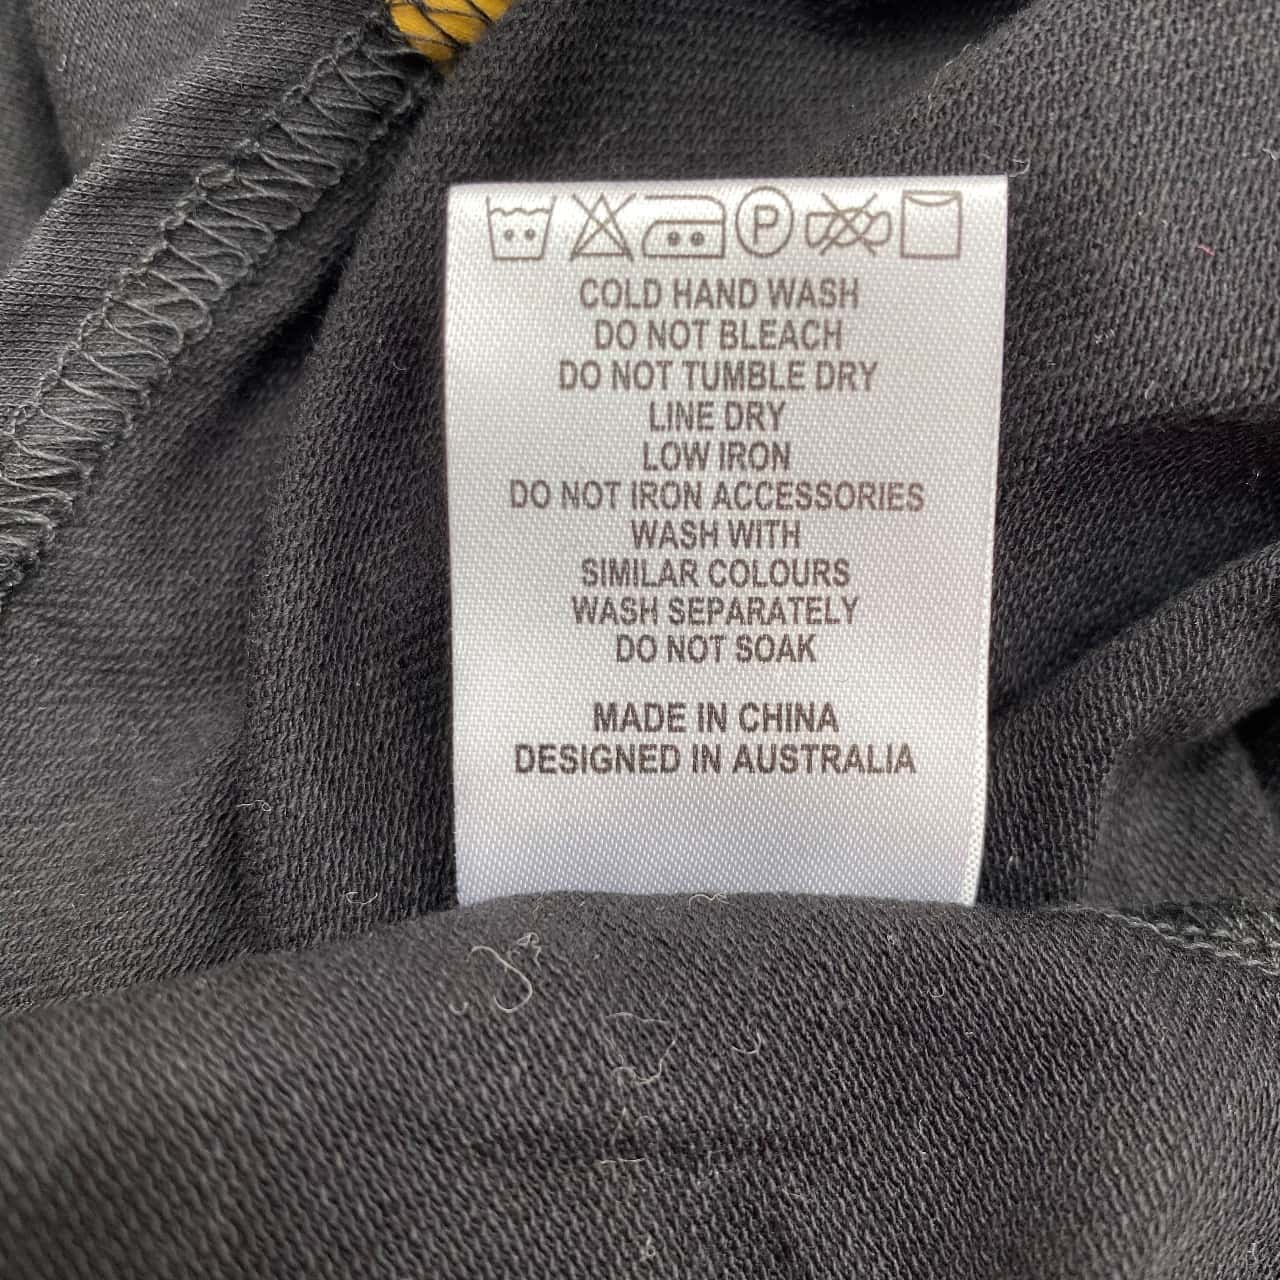 P
COLD HAND WASH
DO NOT BLEACH
DO NOT TUMBLE DRY
LINE DRY
LOW IRON
DO NOT IRON ACCESSORIES
WASH WITH
SIMILAR COLOURS
WASH SEPARATELY
DO NOT SOAK
MADE IN CHINA
DESIGNED IN AUSTRALIA